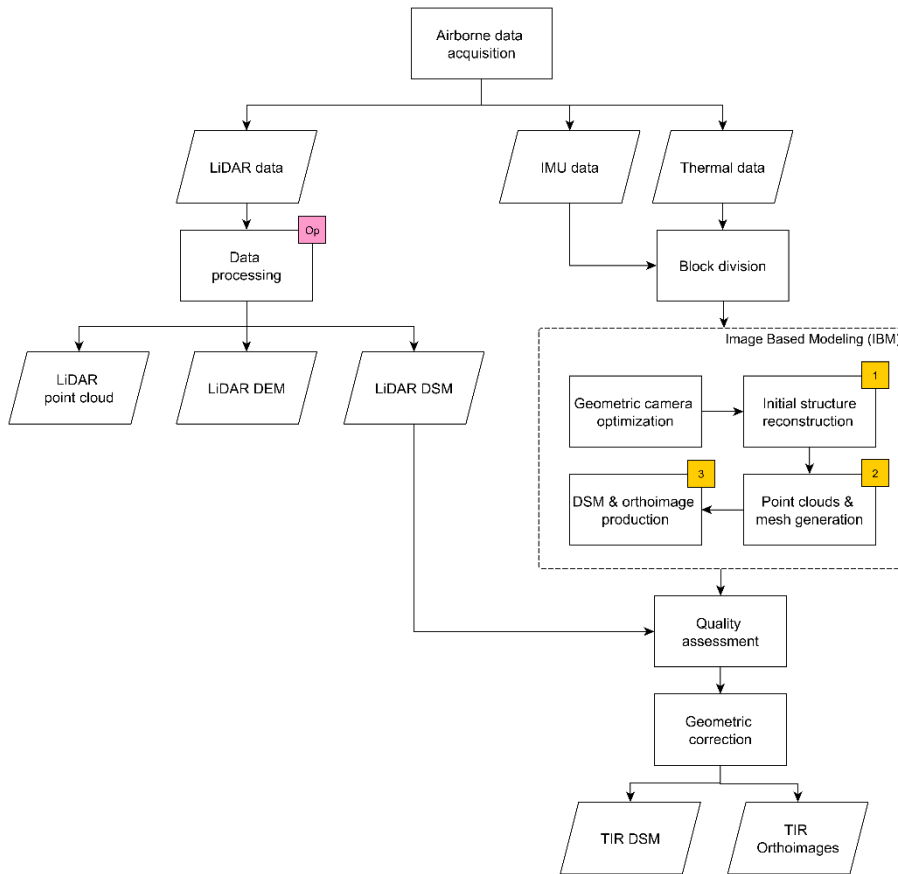 Airborne data
acquisition
LiDAR data
IMU data
Thermal data
Op
Data
processing
Block division
Image Based Modeling (IBM)
LiDAR
point cloud
LiDAR DEM
LiDAR DSM
1
Geometric camera
optimization
Initial structure
reconstruction
3
2
DSM & orthoimage
production
Point clouds &
mesh generation
Quality
assessment
Geometric
correction
TIR DSM
TIR
Orthoimages